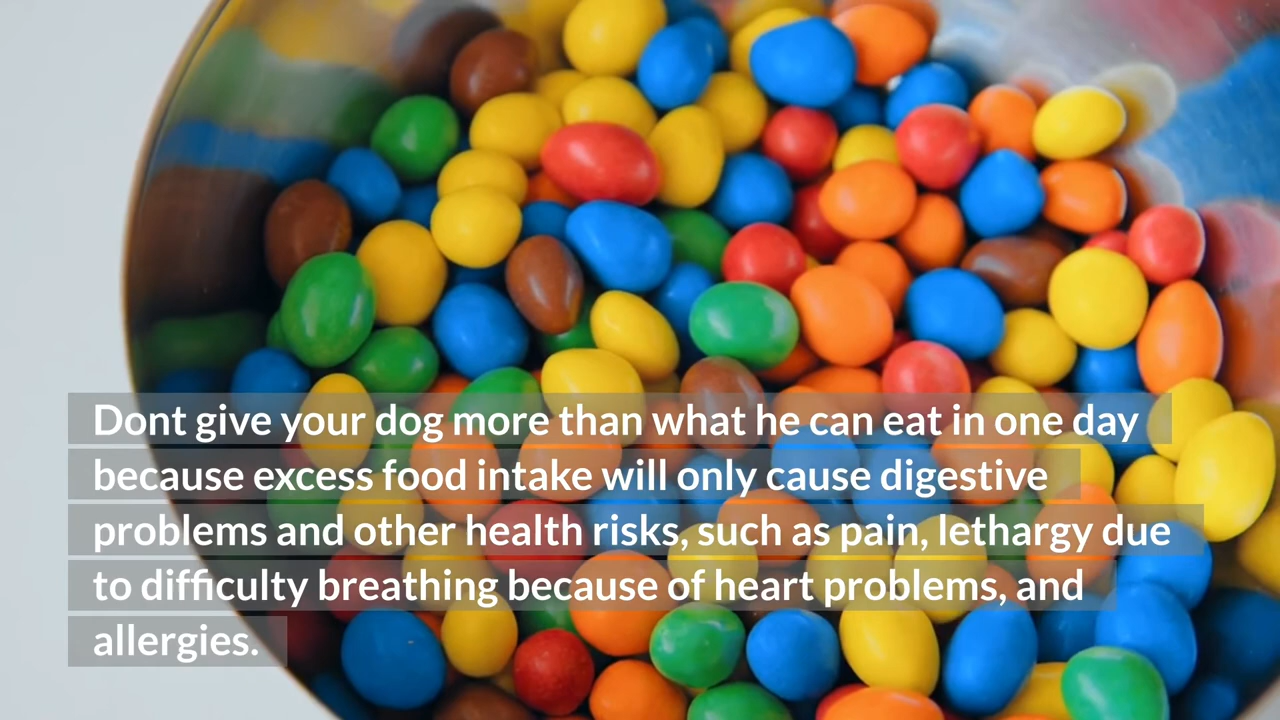 Dont give your dog more than what he can eat in one day
because excess food intake will only cause digestive
problems and other health risks, such as pain, lethargy due
to difficulty breathing because of heart problems, and
allergies.